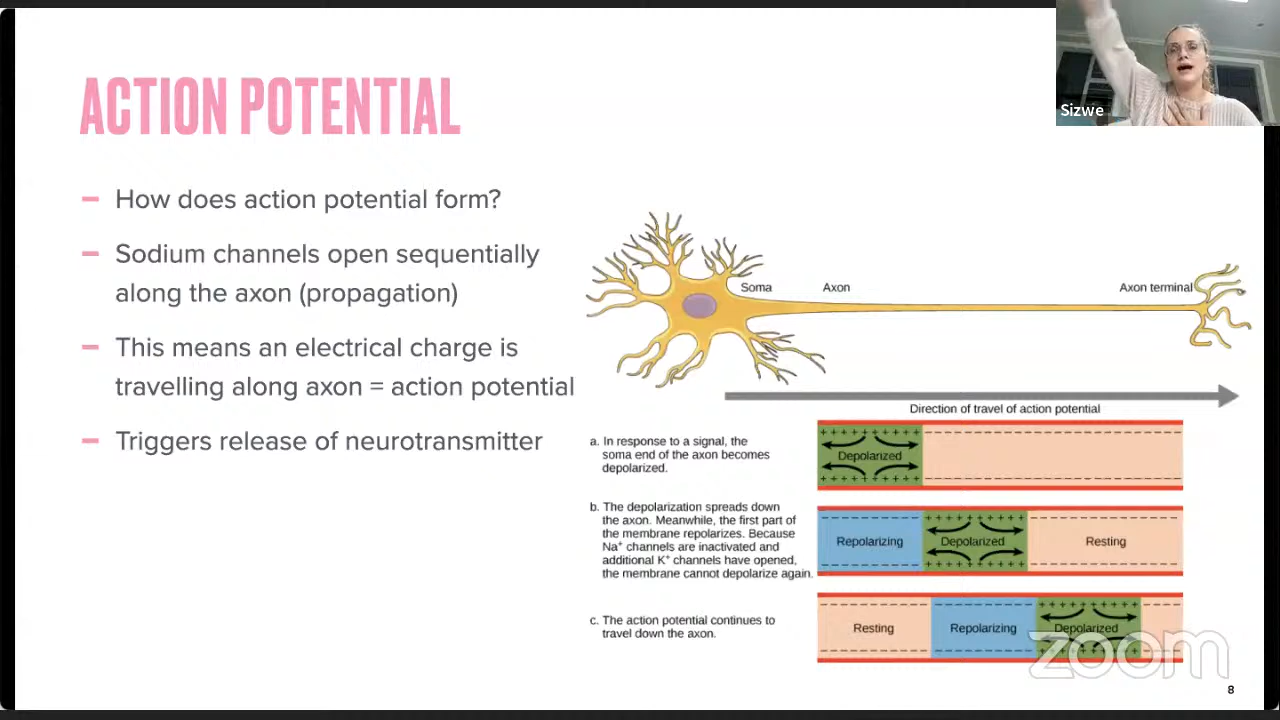 ACTION POTENTIAL
Sizwe
– How does action potential form?
– Sodium channels open sequentially
along the axon (propagation)
– This means an electrical charge is
travelling along axon = action potential
– Triggers release of neurotransmitter
Soma
Axon
Axon terminal
Direction of travel of action potential
a. In response to a signal, the
soma end of the axon becomes
depolarized.
Depolarized
b. The depolarization spreads down
the axon. Meanwhile, the first part of
the membrane repolarizes. Because
Na⁺ channels are inactivated and
additional K⁺ channels have opened,
the membrane cannot depolarize again.
Repolarizing
Depolarized
Resting
c. The action potential continues to
travel down the axon.
Resting
Repolarizing
Depolarized
zoom
8